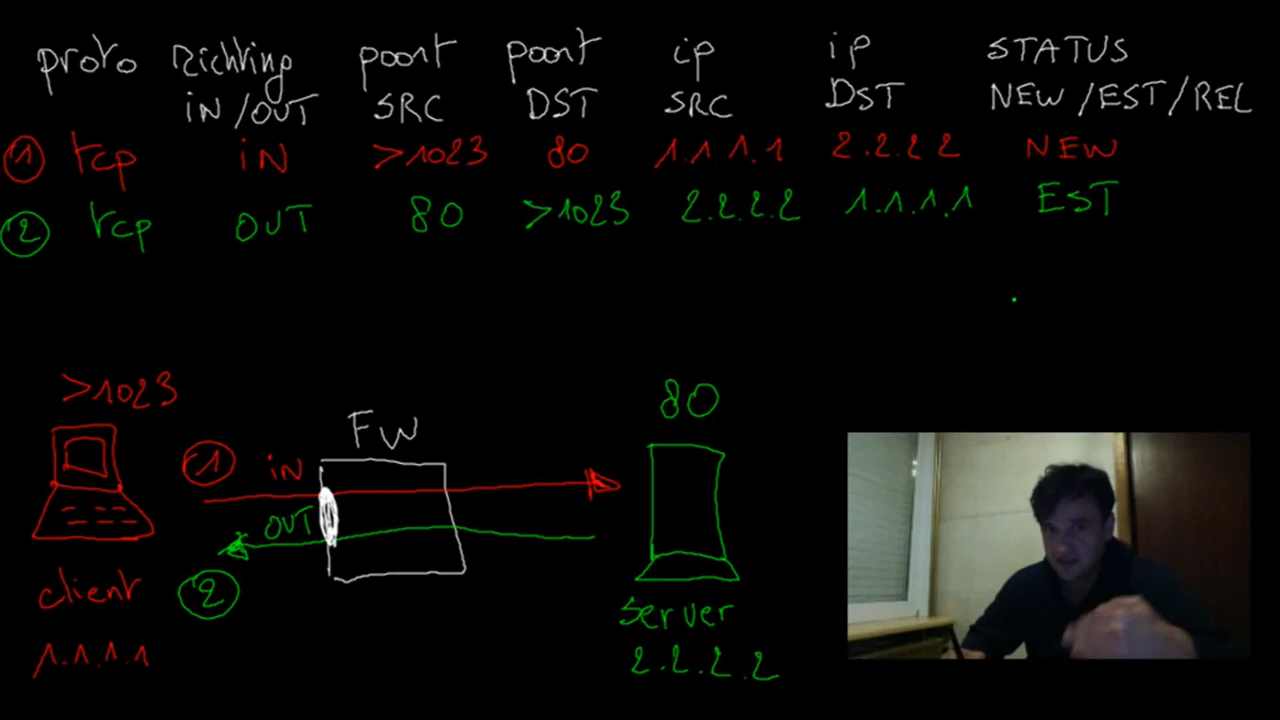 proto Richting poort poort ip ip STATUS
IN/OUT SRC DST SRC DST NEW/EST/REL
1 tcp IN >1023 80 1.1.1.1 2.2.2.2 NEW
2 tcp OUT 80 >1023 2.2.2.2 1.1.1.1 EST
>1023 80
FW
1 IN
OUT
2
client server
1.1.1.1 2.2.2.2